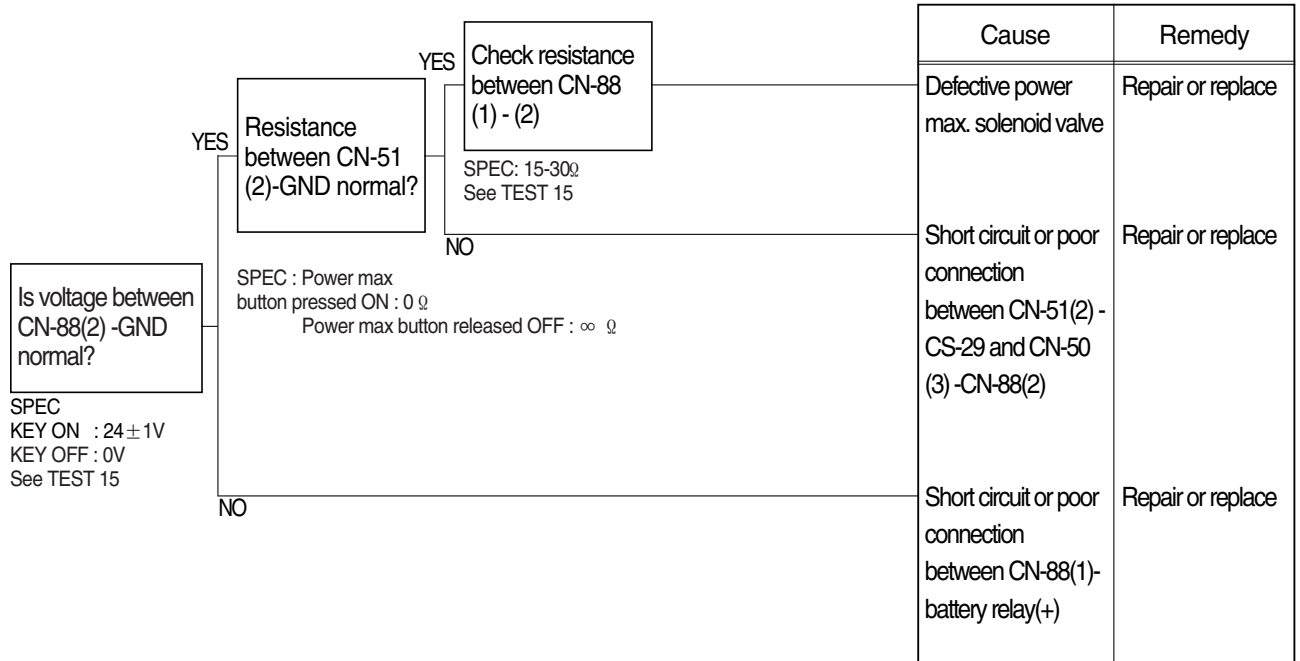 Is voltage between
CN-88(2) -GND
normal?
SPEC
KEY ON : 24±1V
KEY OFF : 0V
See TEST 15
YES
NO
Resistance
between CN-51
(2)-GND normal?
SPEC : Power max
button pressed ON : 0 Ω
Power max button released OFF : ∞ Ω
YES
NO
Check resistance
between CN-88
(1) - (2)
SPEC: 15-30Ω
See TEST 15
Cause
Remedy
Defective power
max. solenoid valve
Repair or replace
Short circuit or poor
connection
between CN-51(2) -
CS-29 and CN-50
(3) -CN-88(2)
Repair or replace
Short circuit or poor
connection
between CN-88(1)-
battery relay(+)
Repair or replace